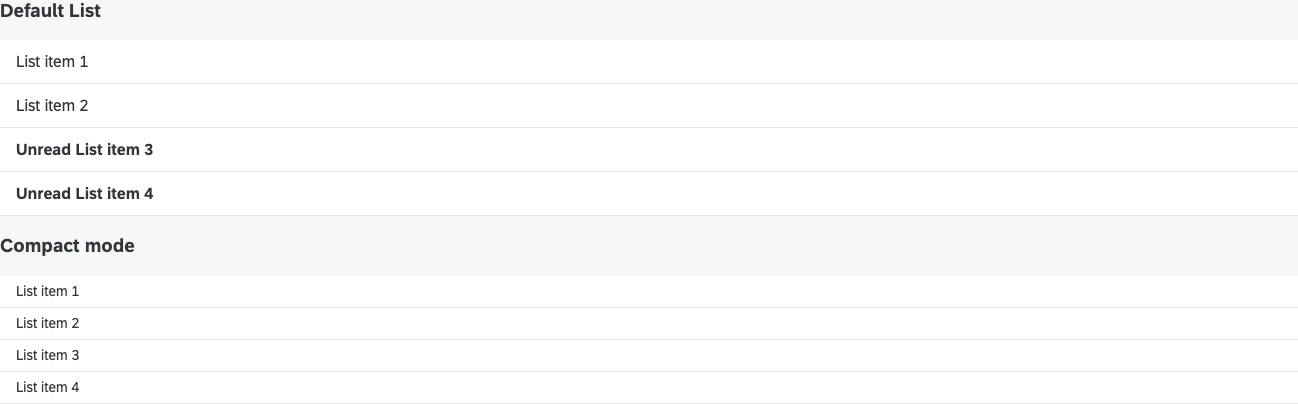 Default List
List item 1
List item 2
Unread List item 3
Unread List item 4
Compact mode
List item 1
List item 2
List item 3
List item 4